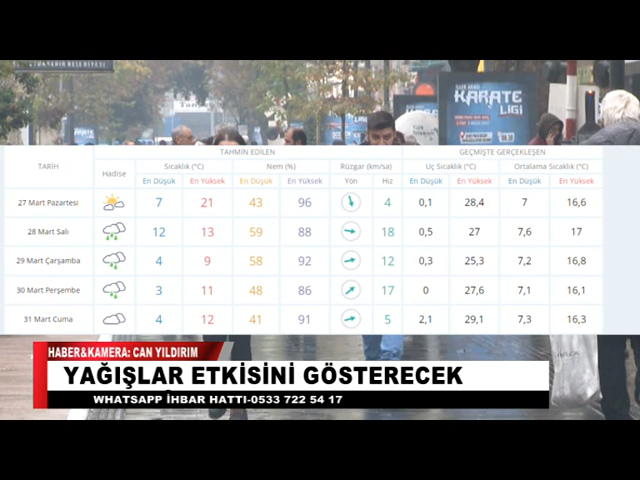 KARATE
LİGİ
TAHMİN EDİLEN GEÇMİŞTE GERÇEKLEŞEN
TARİH Hadise Sıcaklık (°C) Nem (%) Rüzgar (km/sa) Uç Sıcaklık (°C) Ortalama Sıcaklık (°C)
En Düşük En Yüksek En Düşük En Yüksek Yön Hız En Düşük En Yüksek En Düşük En Yüksek
27 Mart Pazartesi 7 21 43 96 4 0,1 28,4 7 16,6
28 Mart Salı 12 13 59 88 18 0,5 27 7,6 17
29 Mart Çarşamba 4 9 58 92 12 0,3 25,3 7,2 16,8
30 Mart Perşembe 3 11 48 86 17 0 27,6 7,1 16,1
31 Mart Cuma 4 12 41 91 5 2,1 29,1 7,3 16,3
HABER&KAMERA: CAN YILDIRIM
YAĞIŞLAR ETKİSİNİ GÖSTERECEK
WHATSAPP İHBAR HATTI-0533 722 54 17